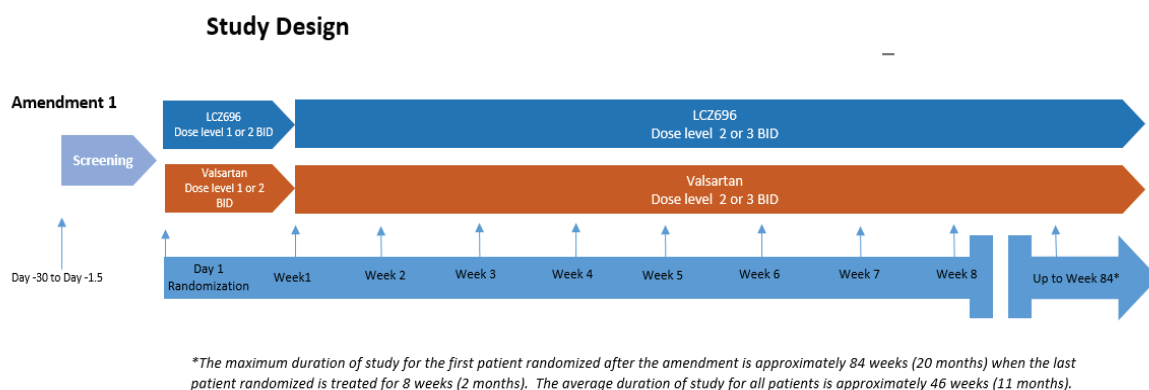 Study Design
Amendment 1
Screening
LCZ696
Dose level 1 or 2 BID
LCZ696
Dose level 2 or 3 BID
Valsartan
Dose level 1 or 2
BID
Valsartan
Dose level 2 or 3 BID
Day -30 to Day -1.5
Day 1
Randomization
Week1
Week 2
Week 3
Week 4
Week 5
Week 6
Week 7
Week 8
Up to Week 84*
*The maximum duration of study for the first patient randomized after the amendment is approximately 84 weeks (20 months) when the last
patient randomized is treated for 8 weeks (2 months). The average duration of study for all patients is approximately 46 weeks (11 months).